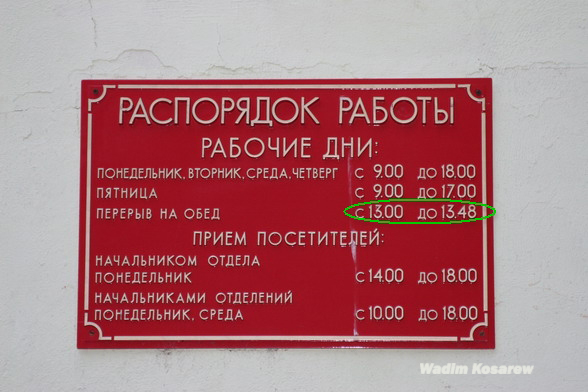 РАСПОРЯДОК РАБОТЫ
РАБОЧИЕ ДНИ:
ПОНЕДЕЛЬНИК, ВТОРНИК, СРЕДА, ЧЕТВЕРГ С 9.00 ДО 18.00
ПЯТНИЦА С 9.00 ДО 17.00
ПЕРЕРЫВ НА ОБЕД С 13.00 ДО 13.48
ПРИЕМ ПОСЕТИТЕЛЕЙ:
НАЧАЛЬНИКОМ ОТДЕЛА
ПОНЕДЕЛЬНИК С 14.00 ДО 18.00
НАЧАЛЬНИКАМИ ОТДЕЛЕНИЙ
ПОНЕДЕЛЬНИК, СРЕДА С 10.00 ДО 18.00
Wadim Kosarew